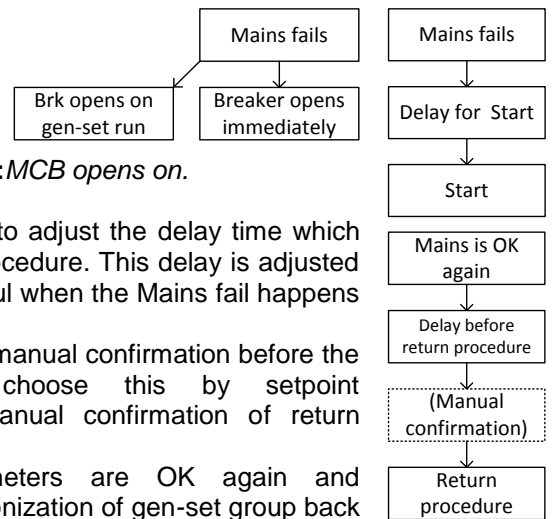 Mains fails
Brk opens on
gen-set run
Breaker opens
immediately
:MCB opens on.
to adjust the delay time which
ocedure. This delay is adjusted
ul when the Mains fail happens
manual confirmation before the
choose this by setpoint
anual confirmation of return
neters are OK again and
onization of gen-set group back
Mains fails
Delay for Start
Start
Mains is OK
again
Delay before
return procedure
(Manual
confirmation)
Return
procedure